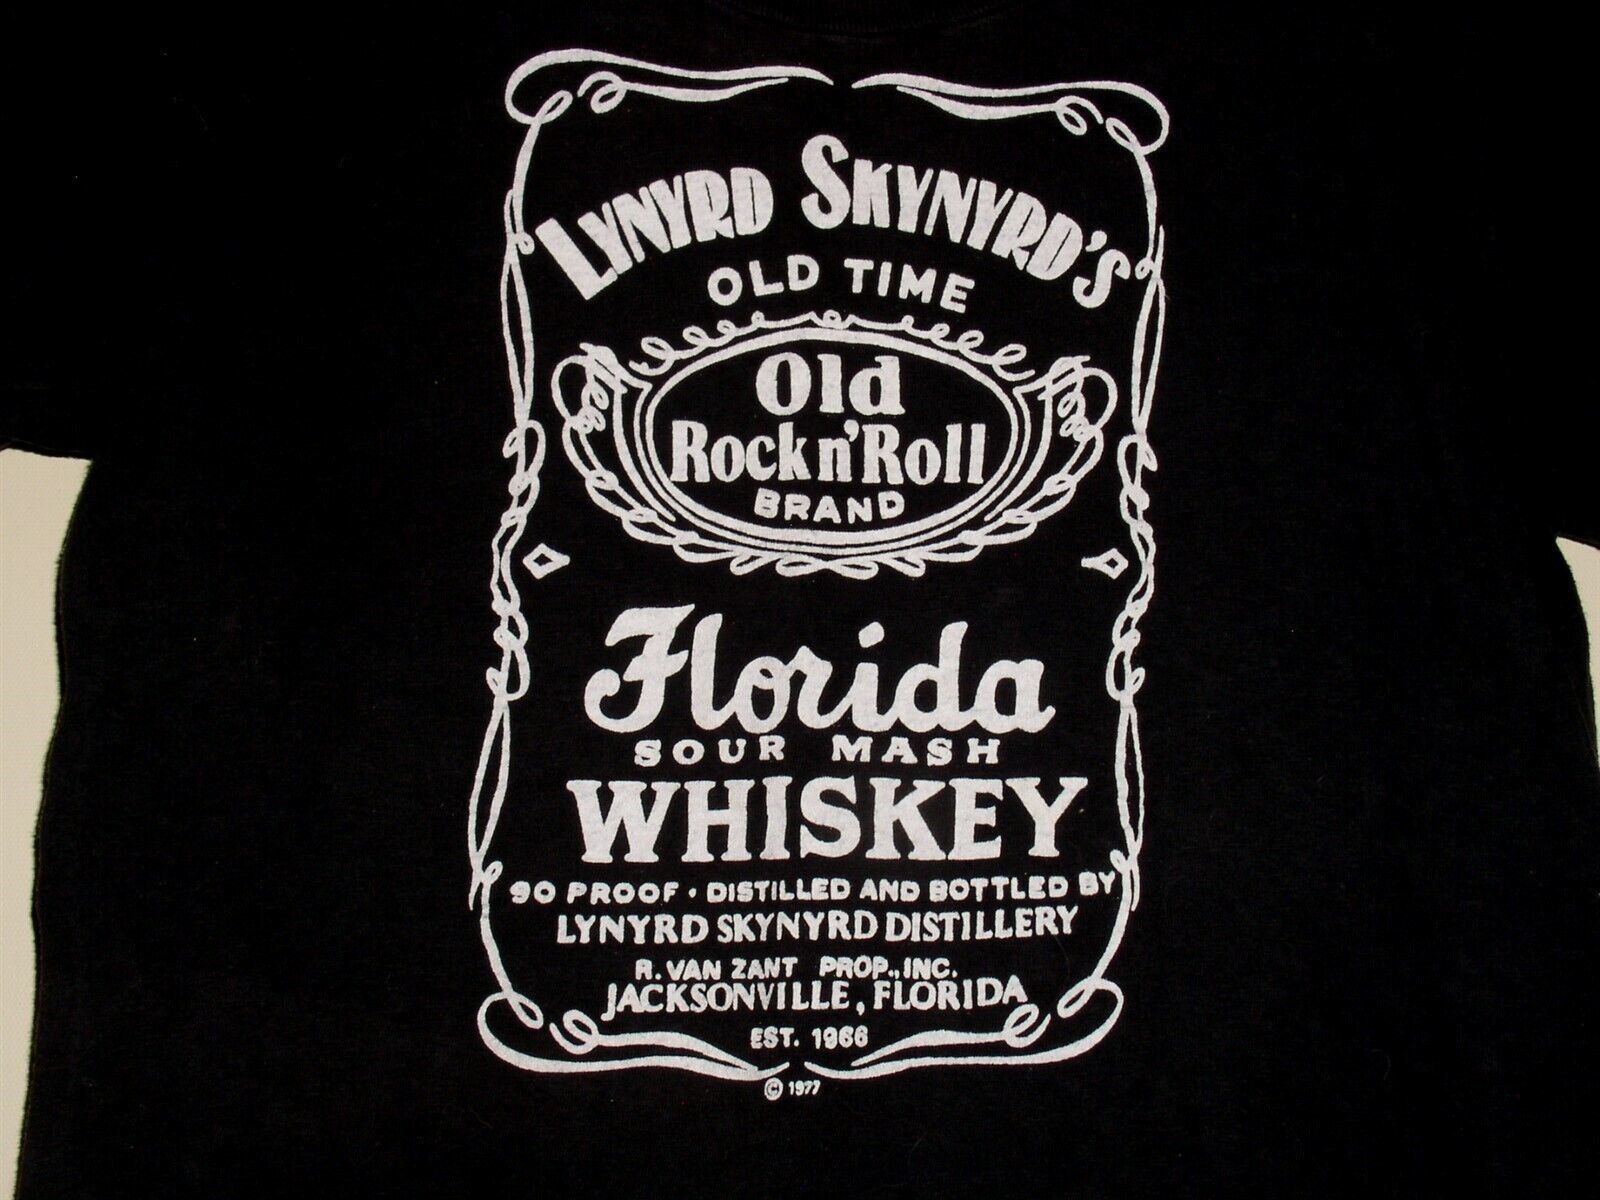 LYNYRD SKYNYRD'S
OLD TIME
Old
Rock n' Roll
BRAND
Florida
SOUR MASH
WHISKEY
90 PROOF • DISTILLED AND BOTTLED BY
LYNYRD SKYNYRD DISTILLERY
R. VAN ZANT PROP., INC.
JACKSONVILLE, FLORIDA
EST. 1966
© 1977